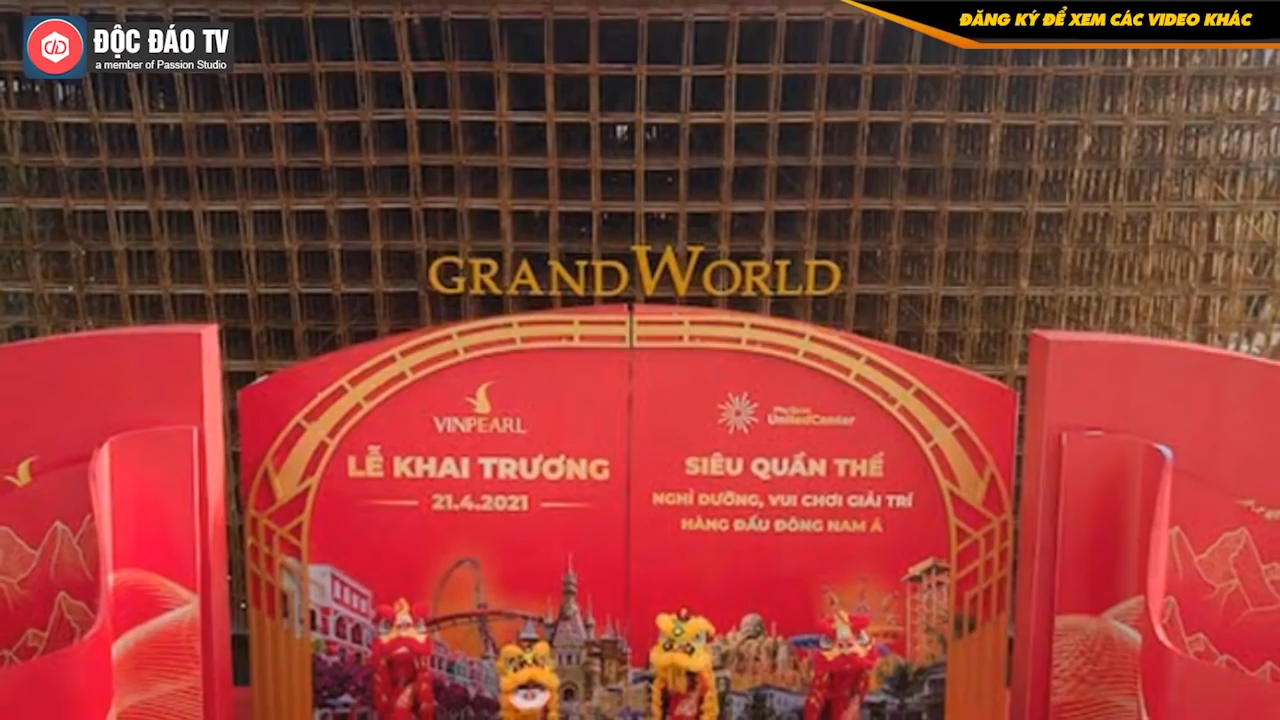 ĐỘC ĐÁO TV
a member of Passion Studio
ĐĂNG KÝ ĐỂ XEM CÁC VIDEO KHÁC
GRANDWORLD
VINPEARL
LỄ KHAI TRƯƠNG
21.4.2021
UnitedCenter
SIÊU QUẦN THỂ
NGHỈ DƯỠNG, VUI CHƠI GIẢI TRÍ
HÀNG ĐẦU ĐÔNG NAM Á